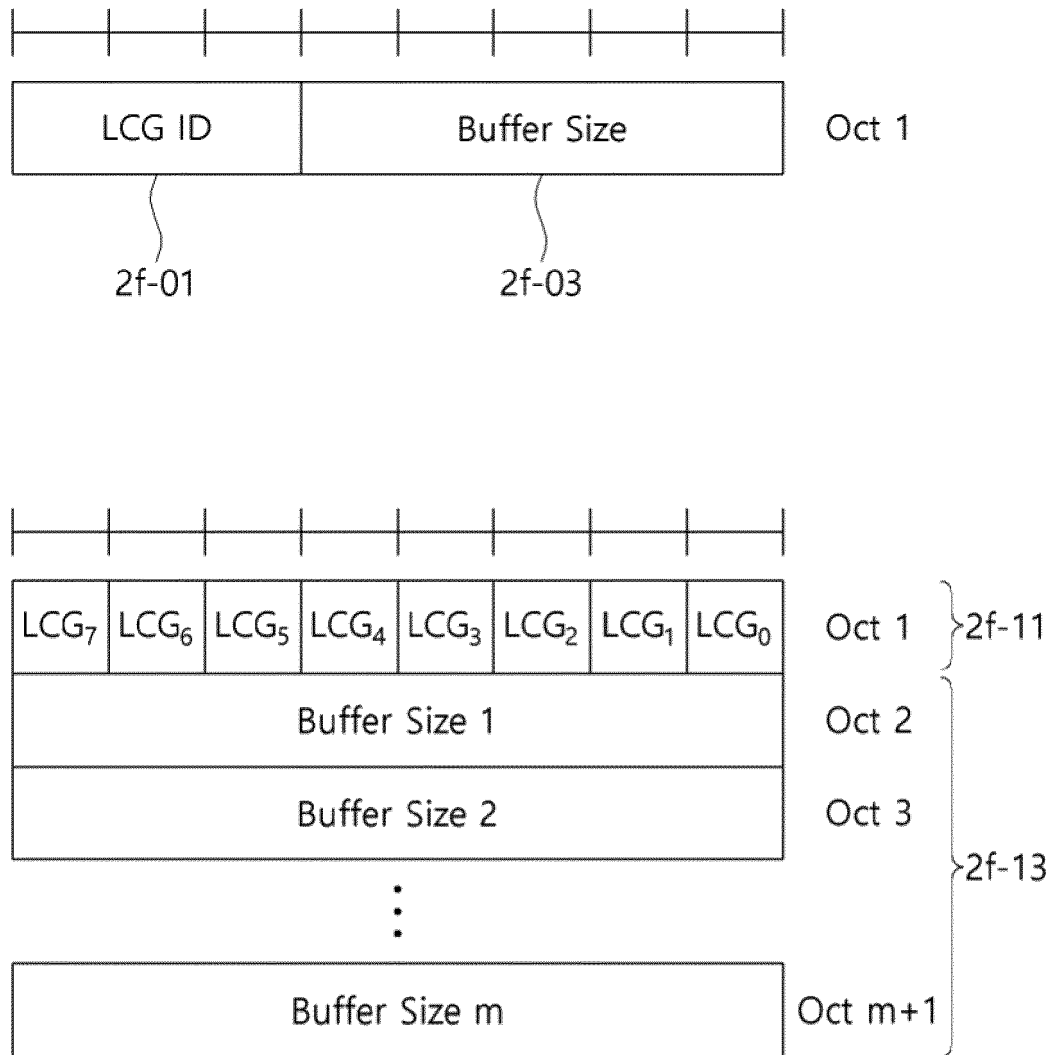 LCG ID Buffer Size Oct 1
2f-01 2f-03
LCG₇ LCG₆ LCG₅ LCG₄ LCG₃ LCG₂ LCG₁ LCG₀ Oct 1 2f-11
Buffer Size 1 Oct 2
Buffer Size 2 Oct 3
2f-13
Buffer Size m Oct m+1